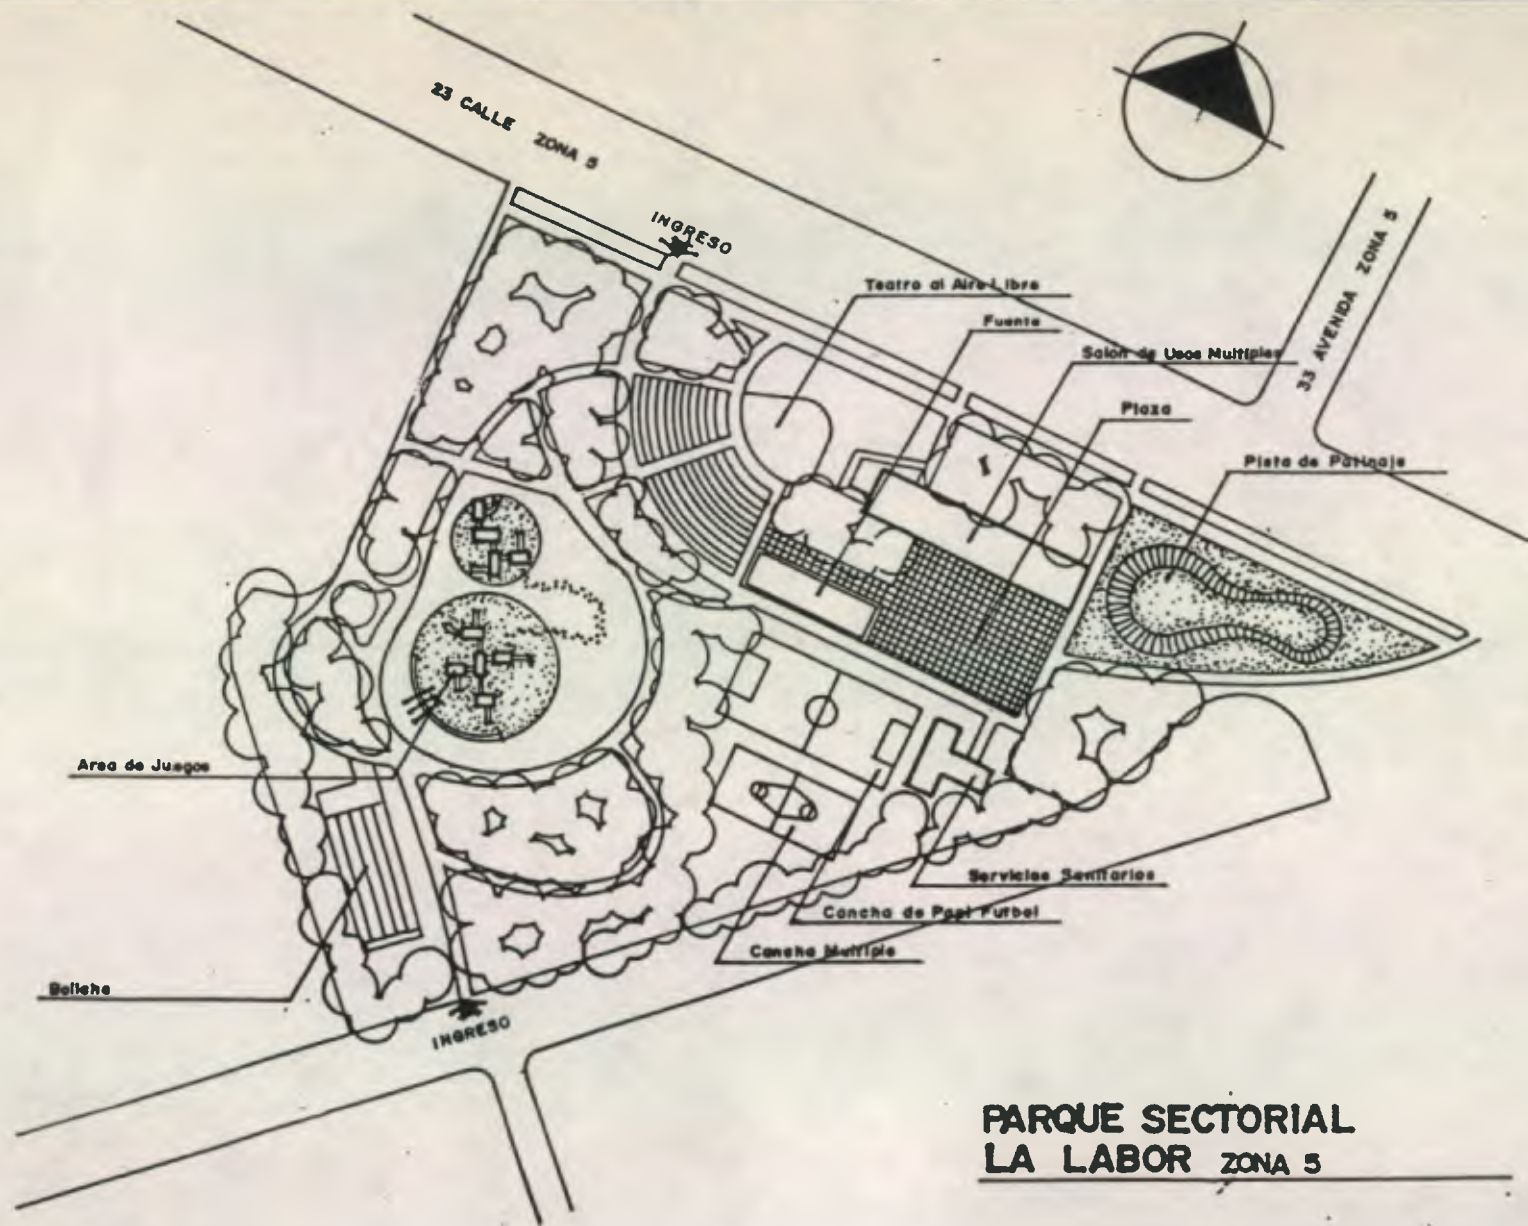 23 CALLE ZONA 5
INGRESO
33 AVENIDA ZONA 5
Teatro al Aire Libre
Fuente
Salon de Usos Multiples
Plaza
Pista de Patinaje
Area de Juegos
Servicios Sanitarios
Cancha de Papi Futbol
Cancha Multiple
Boliche
INGRESO
PARQUE SECTORIAL
LA LABOR ZONA 5